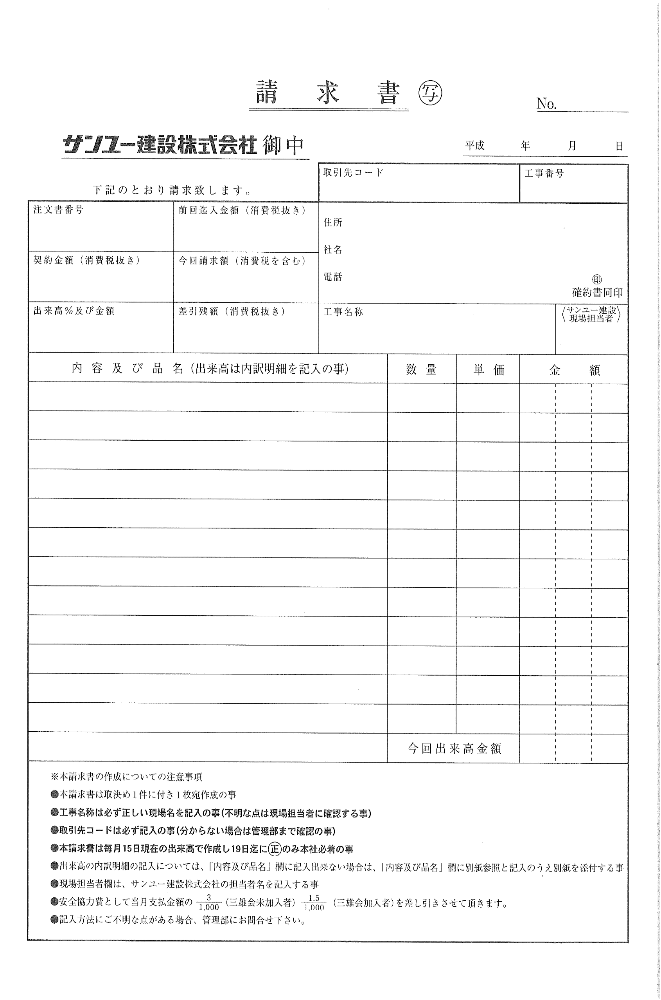 請求書 ㊢
No.
サンユー建設株式会社御中
平成 年 月 日
下記のとおり請求致します。
取引先コード 工事番号
注文書番号 前回迄入金額（消費税抜き）
住所
社名
契約金額（消費税抜き） 今回請求額（消費税を含む）
電話
㊞
確約書同印
出来高%及び金額 差引残額（消費税抜き） 工事名称 〈サンユー建設
現場担当者〉
内容及び品名（出来高は内訳明細を記入の事） 数量 単価 金額
今回出来高金額
※本請求書の作成についての注意事項
●本請求書は取決め1件に付き1枚宛作成の事
●工事名称は必ず正しい現場名を記入の事（不明な点は現場担当者に確認する事）
●取引先コードは必ず記入の事（分からない場合は管理部まで確認の事）
●本請求書は毎月15日現在の出来高で作成し19日迄に㊣のみ本社必着の事
●出来高の内訳明細の記入については、「内容及び品名」欄に記入出来ない場合は、「内容及び品名」欄に別紙参照と記入のうえ別紙を添付する事
●現場担当者欄は、サンユー建設株式会社の担当者名を記入する事
●安全協力費として当月支払金額の 3/1,000（三雄会未加入者） 1.5/1,000（三雄会加入者）を差し引きさせて頂きます。
●記入方法にご不明な点がある場合、管理部にお問合せ下さい。